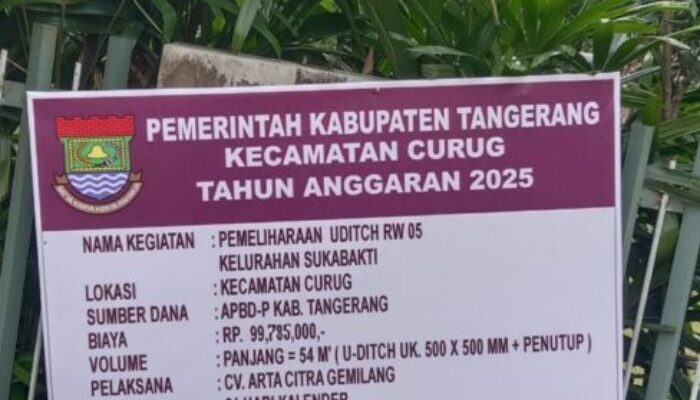 PEMERINTAH KABUPATEN TANGERANG
KECAMATAN CURUG
TAHUN ANGGARAN 2025
NAMA KEGIATAN : PEMELIHARAAN UDITCH RW 05
KELURAHAN SUKABAKTI
LOKASI : KECAMATAN CURUG
SUMBER DANA : APBD-P KAB. TANGERANG
BIAYA : RP. 99,785,000,-
VOLUME : PANJANG = 54 M' ( U-DITCH UK. 500 X 500 MM + PENUTUP )
PELAKSANA : CV. ARTA CITRA GEMILANG
HARI KALENDER